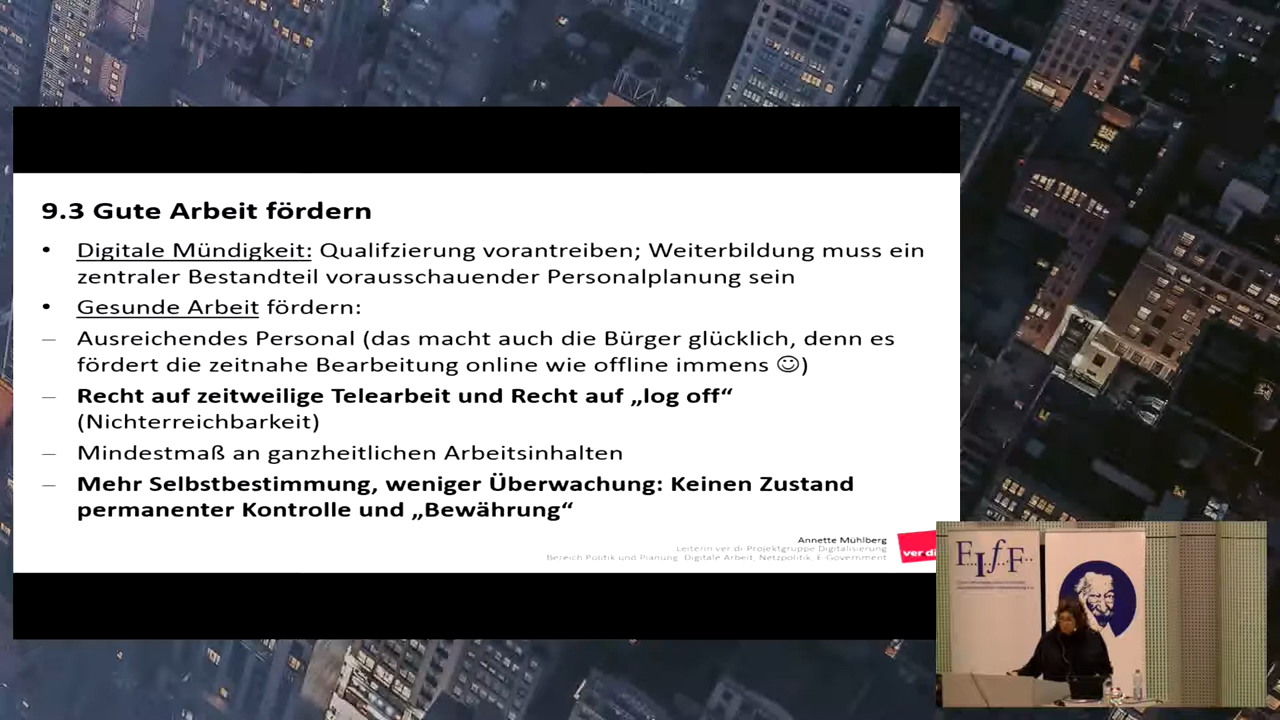 9.3 Gute Arbeit fördern
• Digitale Mündigkeit: Qualifzierung vorantreiben; Weiterbildung muss ein
zentraler Bestandteil vorausschauender Personalplanung sein
• Gesunde Arbeit fördern:
– Ausreichendes Personal (das macht auch die Bürger glücklich, denn es
fördert die zeitnahe Bearbeitung online wie offline immens ☺)
– Recht auf zeitweilige Telearbeit und Recht auf „log off“
(Nichterreichbarkeit)
– Mindestmaß an ganzheitlichen Arbeitsinhalten
– Mehr Selbstbestimmung, weniger Überwachung: Keinen Zustand
permanenter Kontrolle und „Bewährung“
Annette Mühlberg
Leiterin ver di Projektgruppe Digitalisierung
Bereich Politik und Planung, Digitale Arbeit, Netzpolitik, E Government
ver di
F..I..f..F..